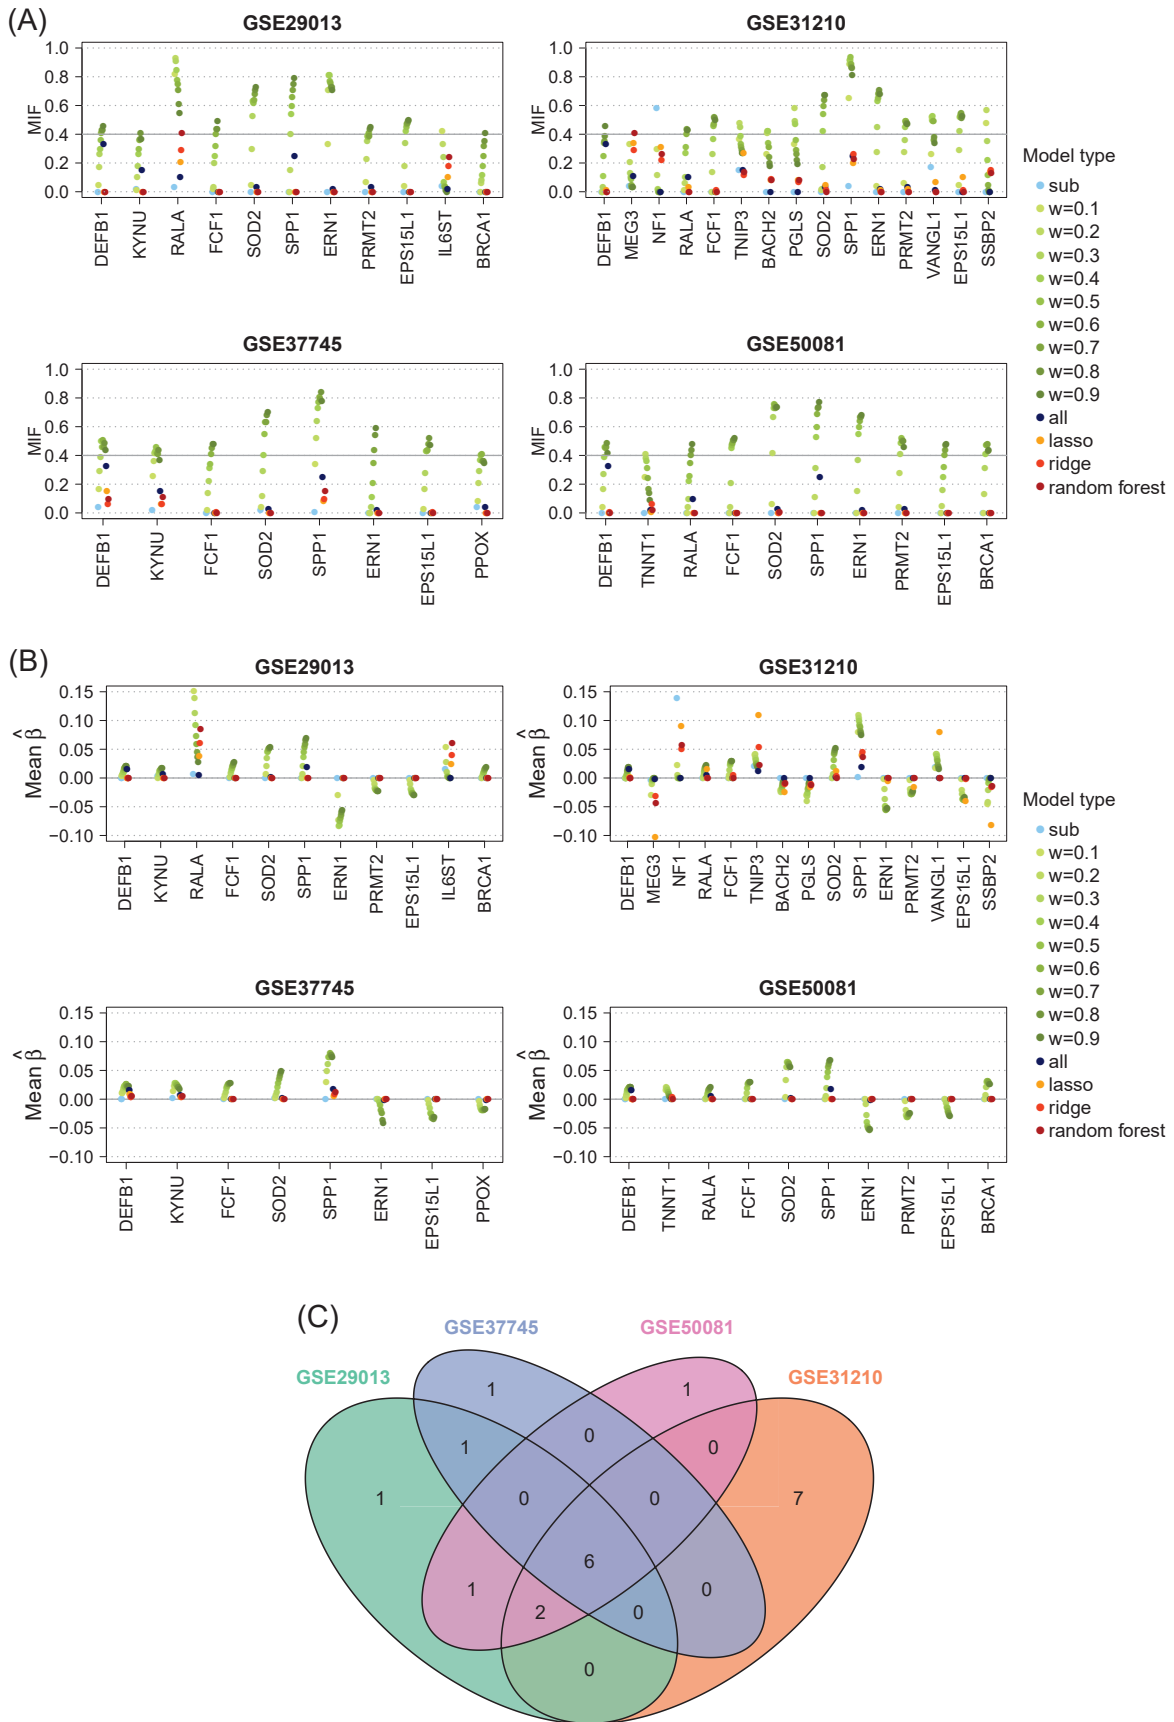 (A)
GSE29013
GSE31210
MIF
1.0
0.8
0.6
0.4
0.2
0.0
DEFB1
KYNU
RALA
FCF1
SOD2
SPP1
ERN1
PRMT2
EPS15L1
IL6ST
BRCA1
MIF
1.0
0.8
0.6
0.4
0.2
0.0
DEFB1
MEG3
NF1
RALA
FCF1
TNIP3
BACH2
PGLS
SOD2
SPP1
ERN1
PRMT2
VANGL1
EPS15L1
SSBP2
Model type
sub
w=0.1
w=0.2
w=0.3
w=0.4
w=0.5
w=0.6
w=0.7
w=0.8
w=0.9
all
lasso
ridge
random forest
GSE37745
GSE50081
MIF
1.0
0.8
0.6
0.4
0.2
0.0
DEFB1
KYNU
FCF1
SOD2
SPP1
ERN1
EPS15L1
PPOX
MIF
1.0
0.8
0.6
0.4
0.2
0.0
DEFB1
TNNT1
RALA
FCF1
SOD2
SPP1
ERN1
PRMT2
EPS15L1
BRCA1
(B)
GSE29013
GSE31210
Mean β̂
0.15
0.10
0.05
0.00
−0.05
−0.10
DEFB1
KYNU
RALA
FCF1
SOD2
SPP1
ERN1
PRMT2
EPS15L1
IL6ST
BRCA1
Mean β̂
0.15
0.10
0.05
0.00
−0.05
−0.10
DEFB1
MEG3
NF1
RALA
FCF1
TNIP3
BACH2
PGLS
SOD2
SPP1
ERN1
PRMT2
VANGL1
EPS15L1
SSBP2
Model type
sub
w=0.1
w=0.2
w=0.3
w=0.4
w=0.5
w=0.6
w=0.7
w=0.8
w=0.9
all
lasso
ridge
random forest
GSE37745
GSE50081
Mean β̂
0.15
0.10
0.05
0.00
−0.05
−0.10
DEFB1
KYNU
FCF1
SOD2
SPP1
ERN1
EPS15L1
PPOX
Mean β̂
0.15
0.10
0.05
0.00
−0.05
−0.10
DEFB1
TNNT1
RALA
FCF1
SOD2
SPP1
ERN1
PRMT2
EPS15L1
BRCA1
(C)
GSE37745
GSE50081
GSE29013
GSE31210
1
1
1
0
0
1
0
0
7
6
1
2
0
0
0